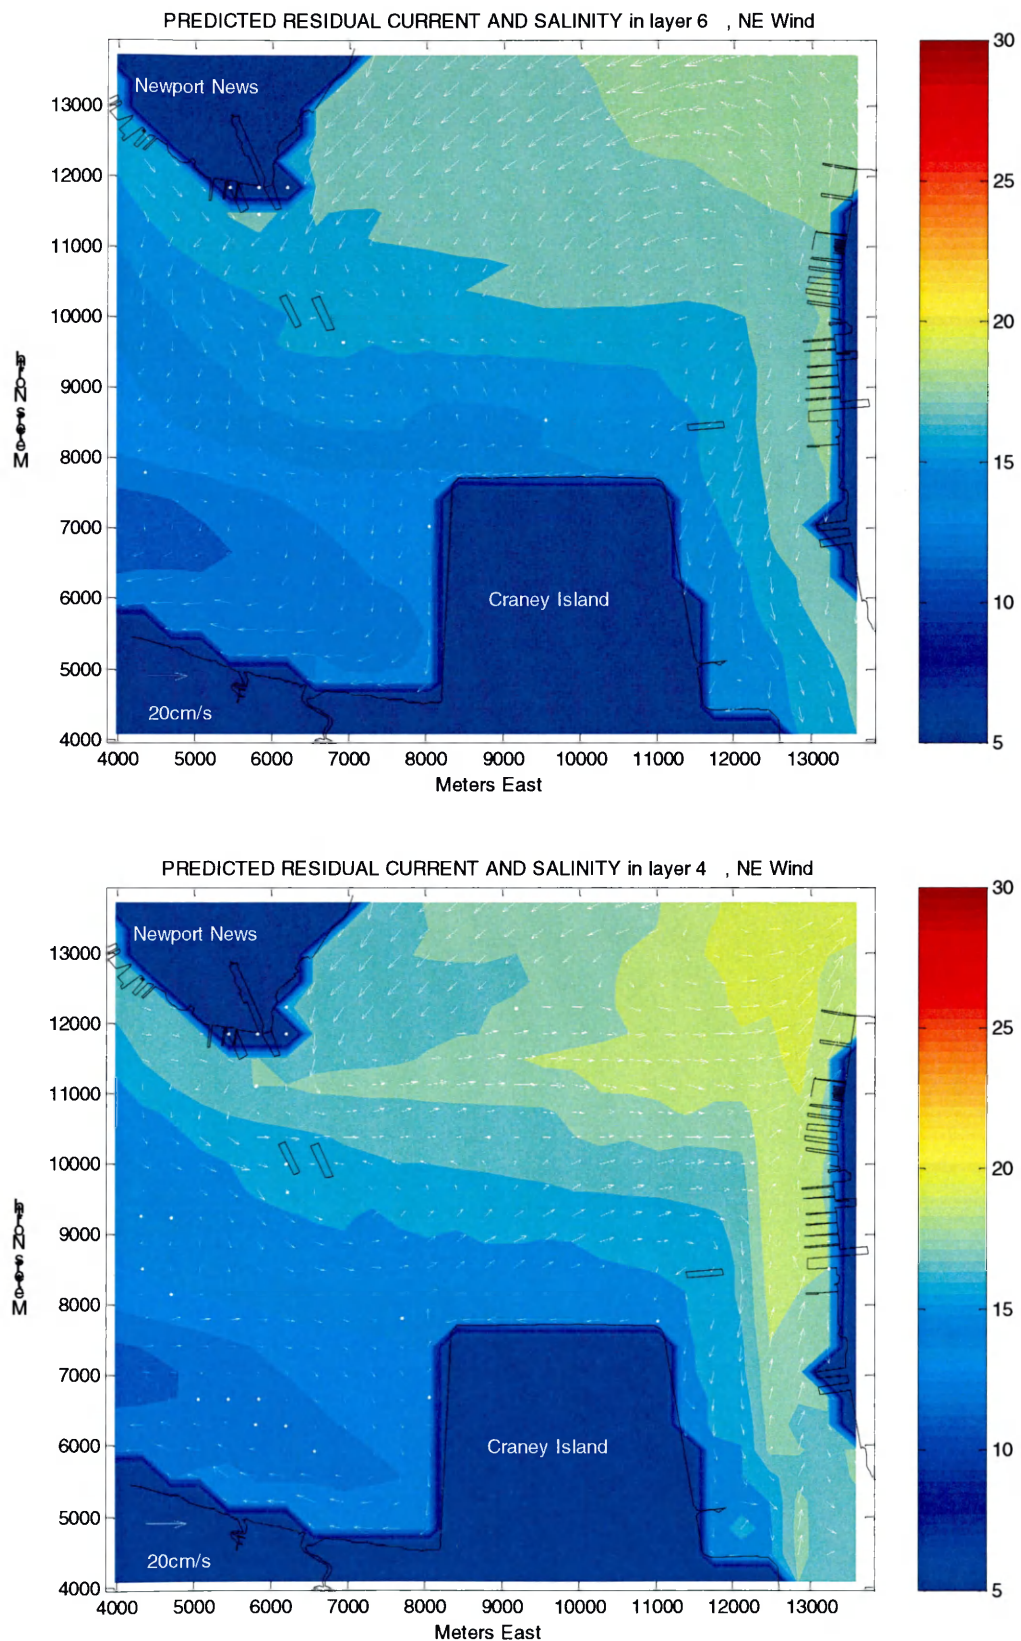 PREDICTED RESIDUAL CURRENT AND SALINITY in layer 6 , NE Wind
30
25
20
15
10
5
Newport News
13000
12000
11000
10000
9000
8000
7000
6000
5000
4000
Meters North
Craney Island
20cm/s
4000 5000 6000 7000 8000 9000 10000 11000 12000 13000
Meters East
PREDICTED RESIDUAL CURRENT AND SALINITY in layer 4 , NE Wind
30
25
20
15
10
5
Newport News
13000
12000
11000
10000
9000
8000
7000
6000
5000
4000
Meters North
Craney Island
20cm/s
4000 5000 6000 7000 8000 9000 10000 11000 12000 13000
Meters East